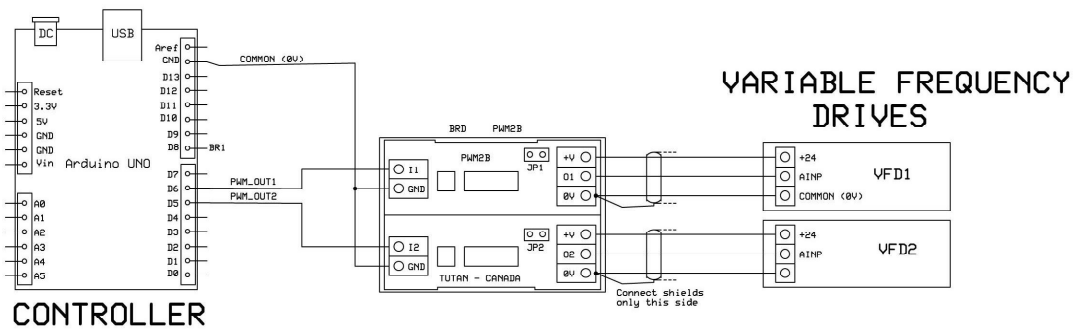 DC
USB
Aref
GND
D13
D12
D11
D10
D9
D8
BR1
COMMON (0V)
Reset
3.3V
5V
GND
GND
Vin
Arduino UNO
D7
D6
D5
D4
D3
D2
D1
D0
PWM_OUT1
PWM_OUT2
A0
A1
A2
A3
A4
A5
CONTROLLER
BRD PWM2B
PWM2B
I1
GND
JP1
+V
O1
0V
I2
GND
JP2
+V
O2
0V
TUTAN - CANADA
Connect shields
only this side
VARIABLE FREQUENCY
DRIVES
+24
AINP
COMMON (0V)
VFD1
+24
AINP
VFD2